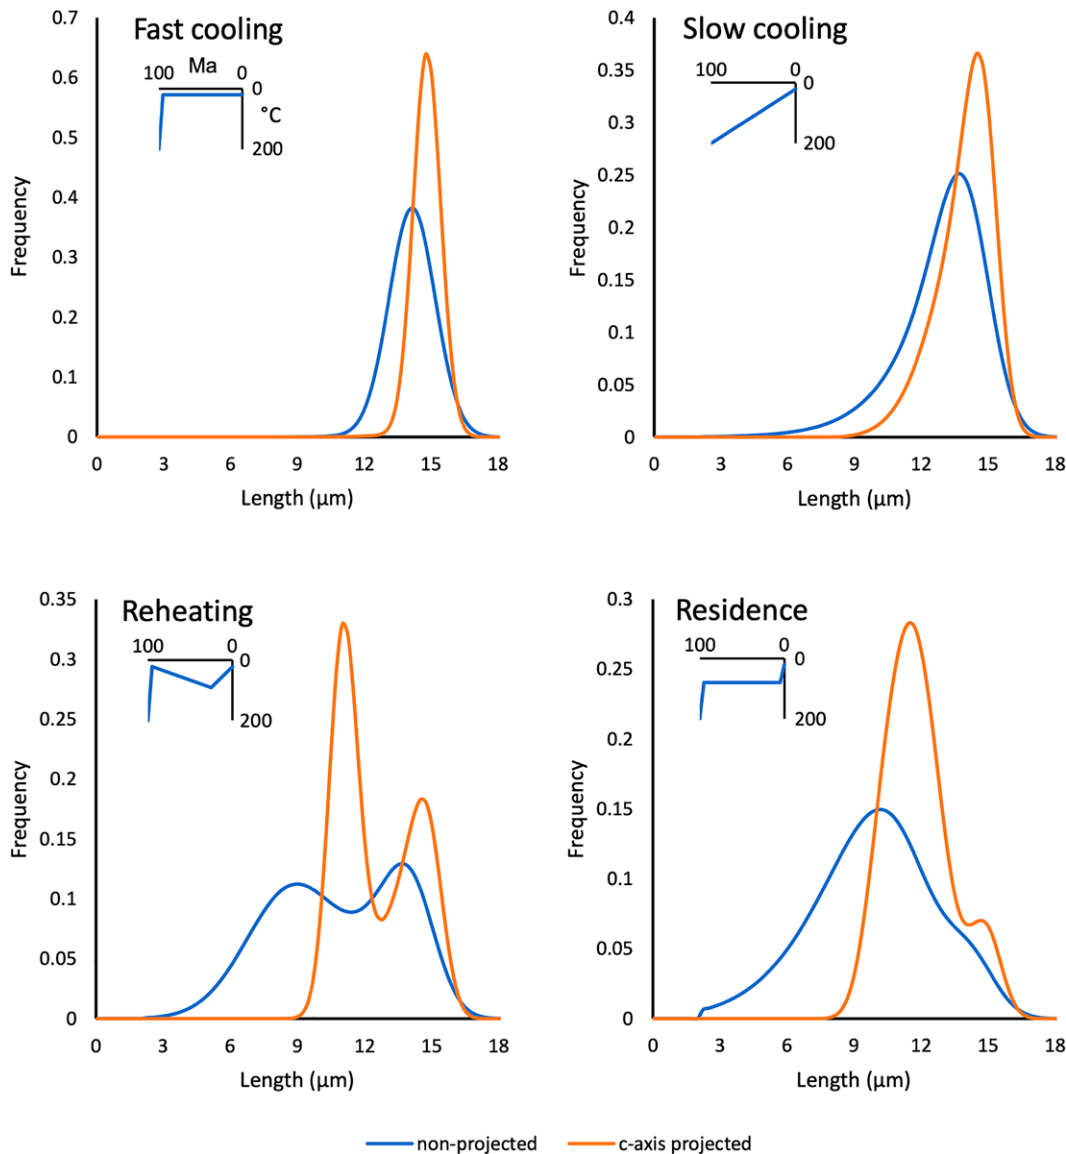 Fast cooling
100 Ma 0
0
°C
200
0.7
0.6
0.5
0.4
0.3
0.2
0.1
0
Frequency
0 3 6 9 12 15 18
Length (µm)
Slow cooling
100 0
0
200
0.4
0.35
0.3
0.25
0.2
0.15
0.1
0.05
0
Frequency
0 3 6 9 12 15 18
Length (µm)
Reheating
100 0
0
200
0.35
0.3
0.25
0.2
0.15
0.1
0.05
0
Frequency
0 3 6 9 12 15 18
Length (µm)
Residence
100 0
0
200
0.3
0.25
0.2
0.15
0.1
0.05
0
Frequency
0 3 6 9 12 15 18
Length (µm)
non-projected c-axis projected